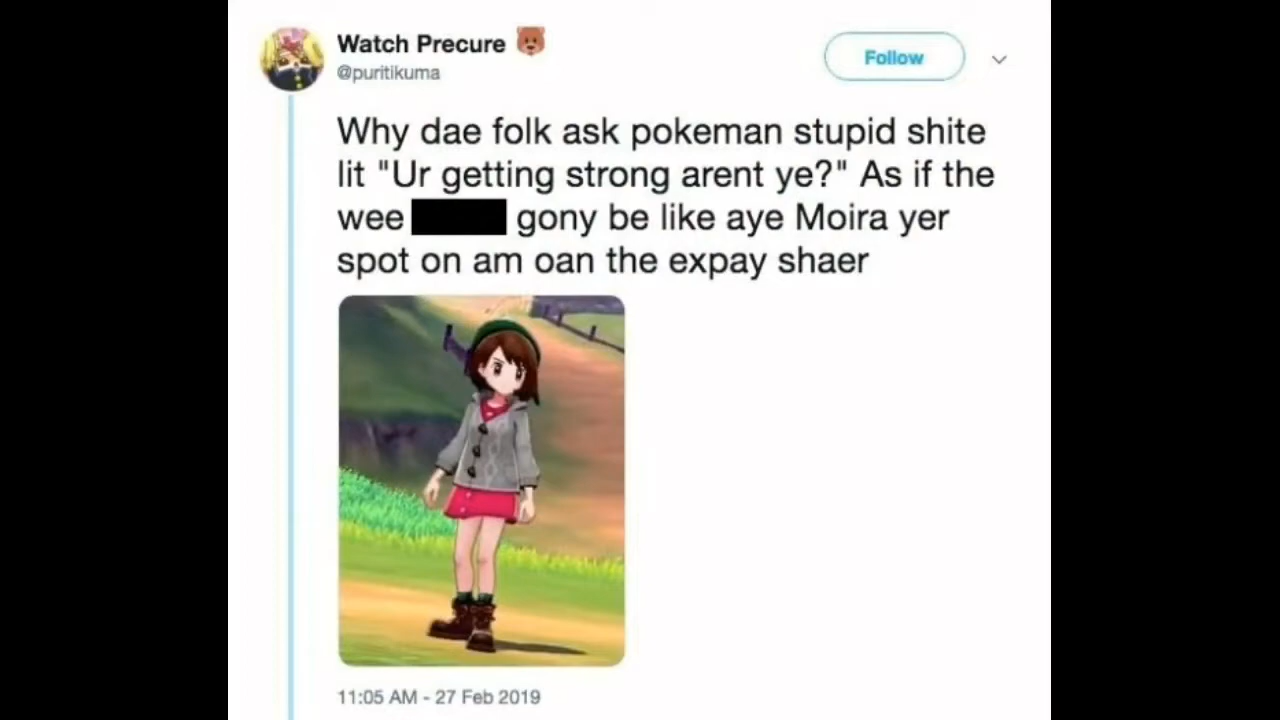 Watch Precure 🐻
@puritikuma
Follow
Why dae folk ask pokeman stupid shite
lit "Ur getting strong arent ye?" As if the
wee gony be like aye Moira yer
spot on am oan the expay shaer
11:05 AM - 27 Feb 2019